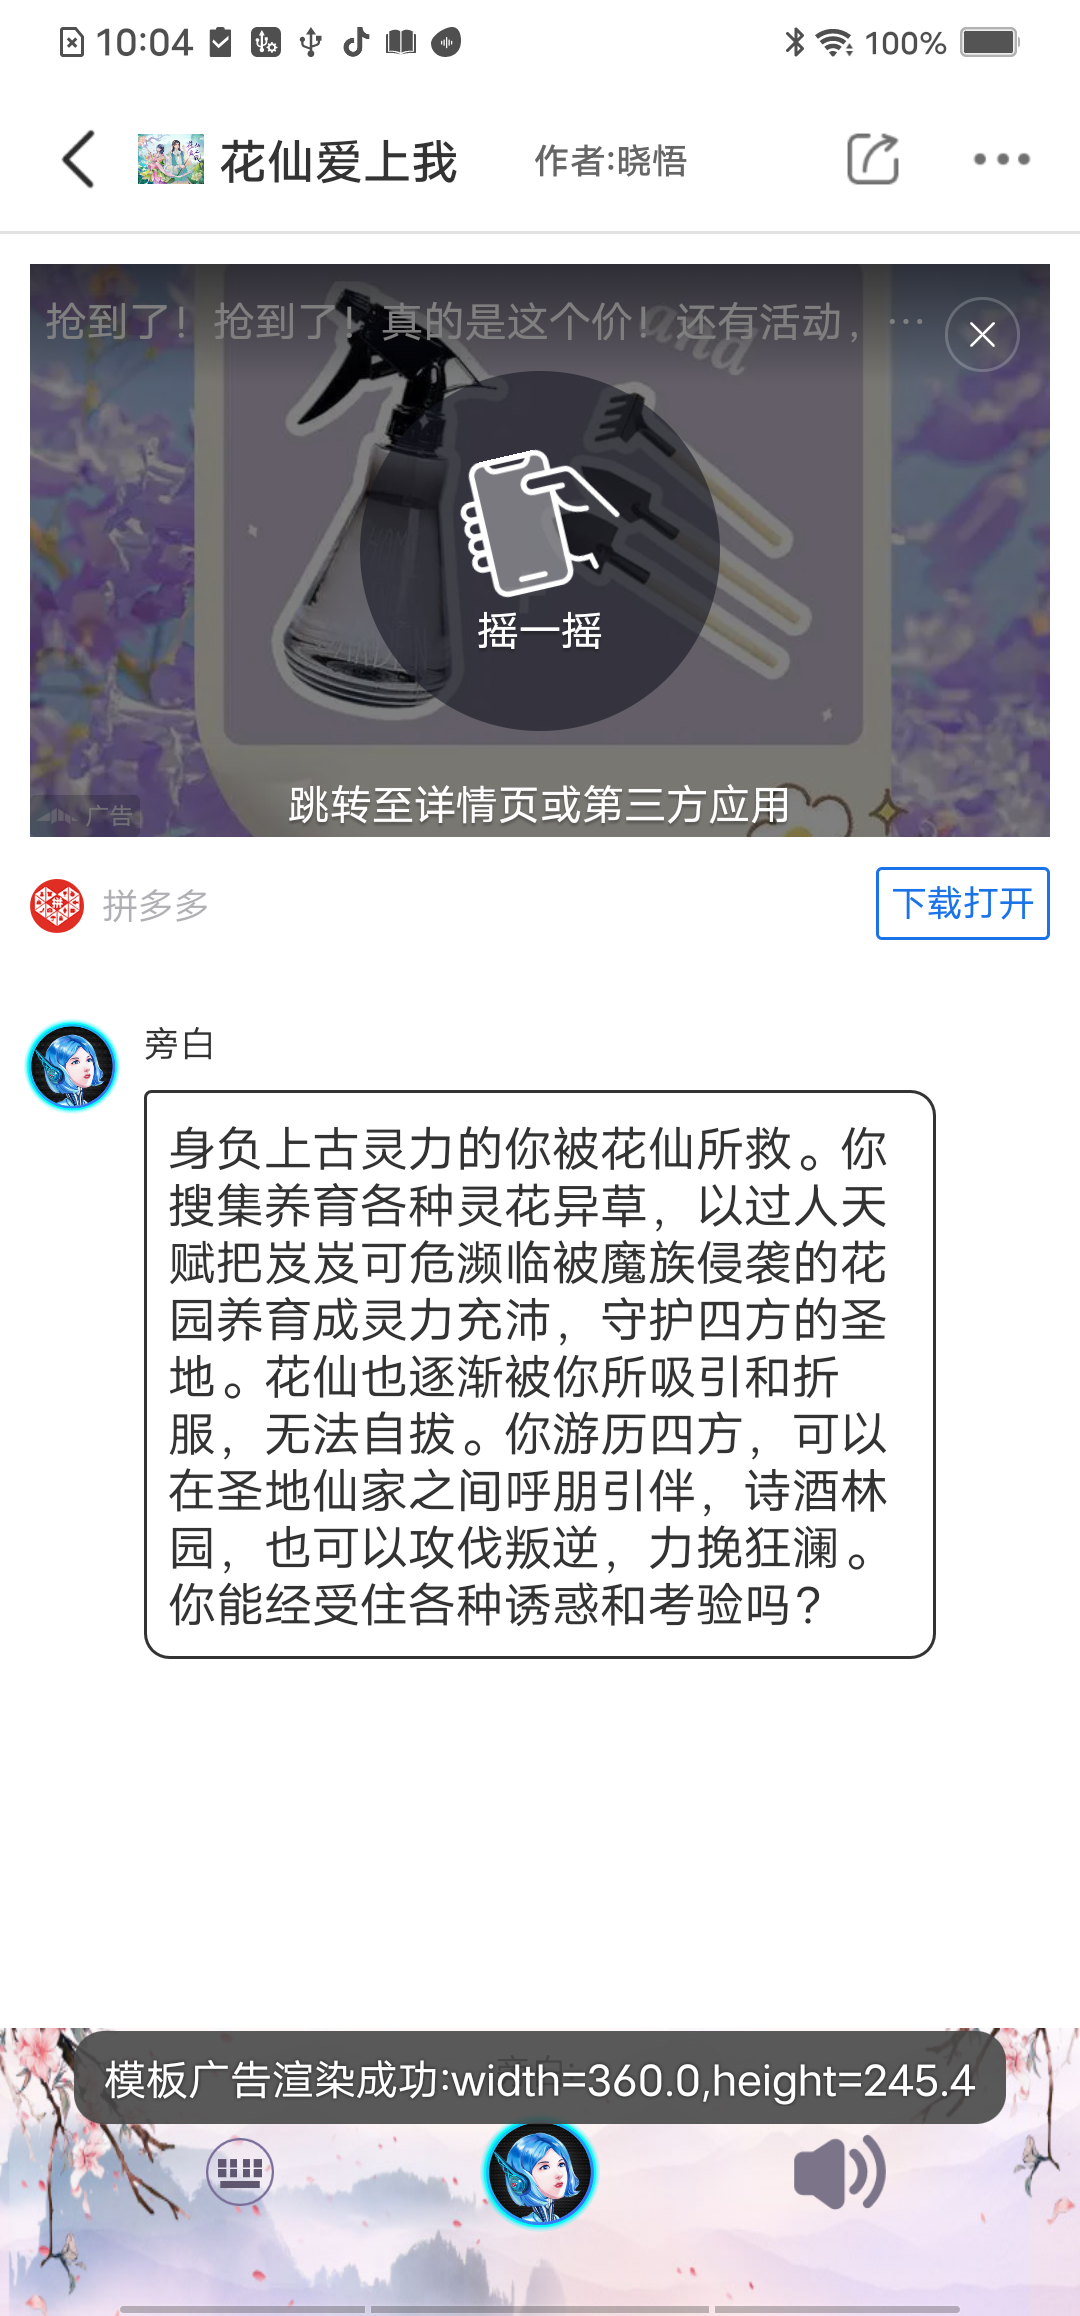 10:04
100%
花仙爱上我
作者:晓悟
抢到了！抢到了！真的是这个价！还有活动，…
and
摇一摇
跳转至详情页或第三方应用
广告
拼多多
下载打开
旁白
身负上古灵力的你被花仙所救。你
搜集养育各种灵花异草，以过人天
赋把岌岌可危濒临被魔族侵袭的花
园养育成灵力充沛，守护四方的圣
地。花仙也逐渐被你所吸引和折
服，无法自拔。你游历四方，可以
在圣地仙家之间呼朋引伴，诗酒林
园，也可以攻伐叛逆，力挽狂澜。
你能经受住各种诱惑和考验吗？
模板广告渲染成功:width=360.0,height=245.4